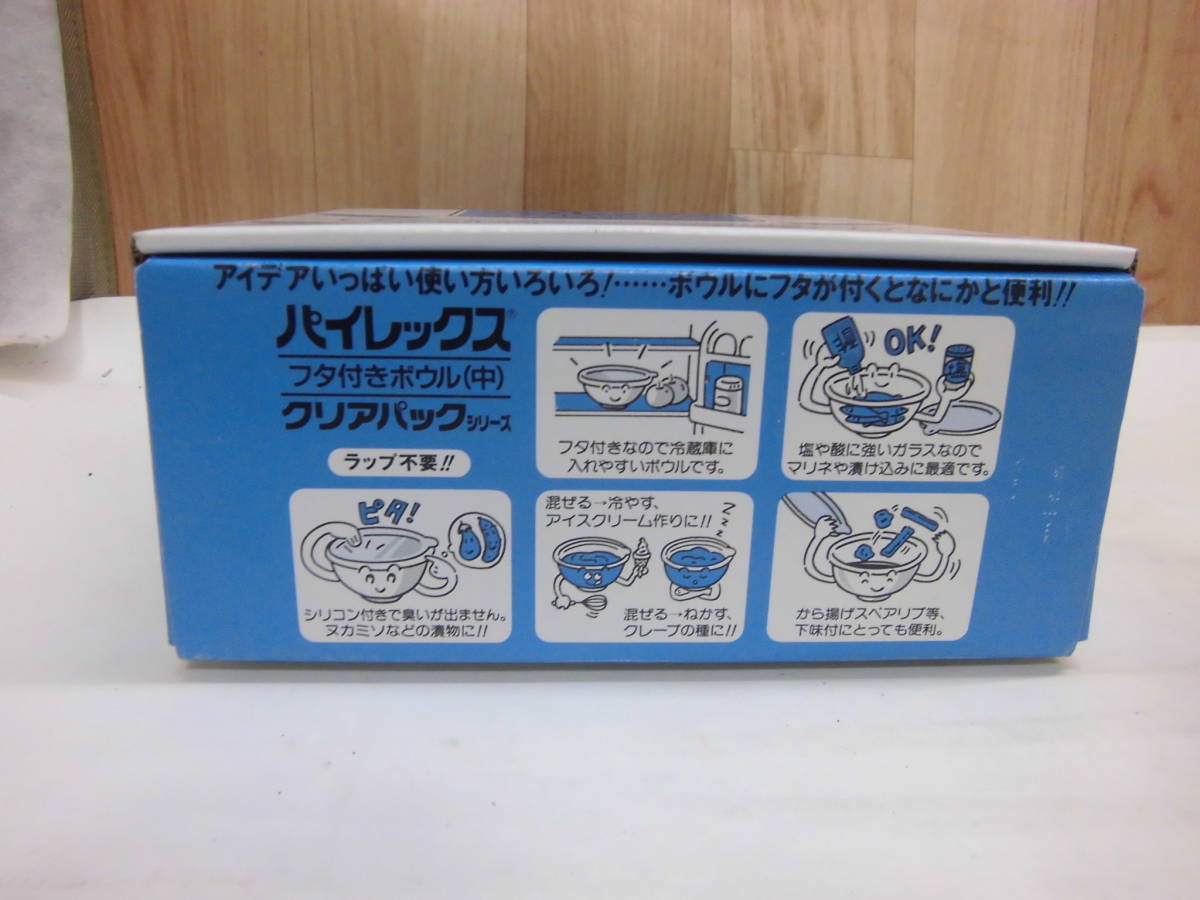 アイデアいっぱい使い方いろいろ!……ボウルにフタが付くとなにかと便利!!
パイレックス®
フタ付きボウル(中)
クリアパックシリーズ
ラップ不要!!
フタ付きなので冷蔵庫に
入れやすいボウルです。
OK!
酢
塩
塩や酸に強いガラスなので
マリネや漬け込みに最適です。
ピタ!
シリコン付きで臭いが出ません。
ヌカミソなどの漬物に!!
混ぜる→冷やす、
アイスクリーム作りに!!
zzzz
混ぜる→ねかす、
クレープの種に!!
から揚げスペアリブ等、
下味付にとっても便利。